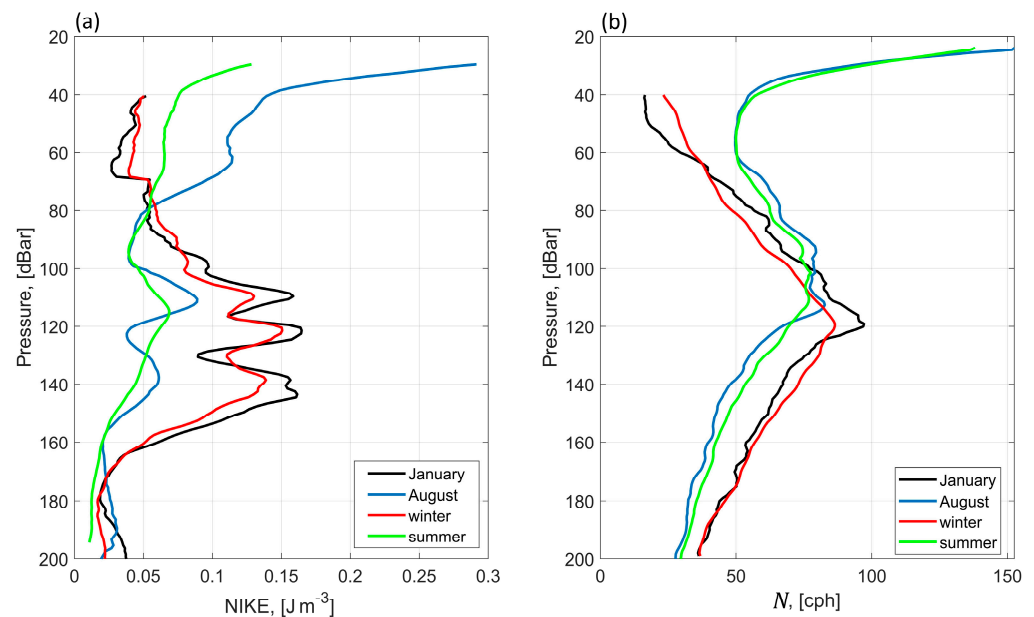 (a)
20
40
60
80
100
120
140
160
180
200
Pressure, [dBar]
0
0.05
0.1
0.15
0.2
0.25
0.3
NIKE, [J m⁻³]
January
August
winter
summer
(b)
20
40
60
80
100
120
140
160
180
200
Pressure, [dBar]
0
50
100
150
N, [cph]
January
August
winter
summer